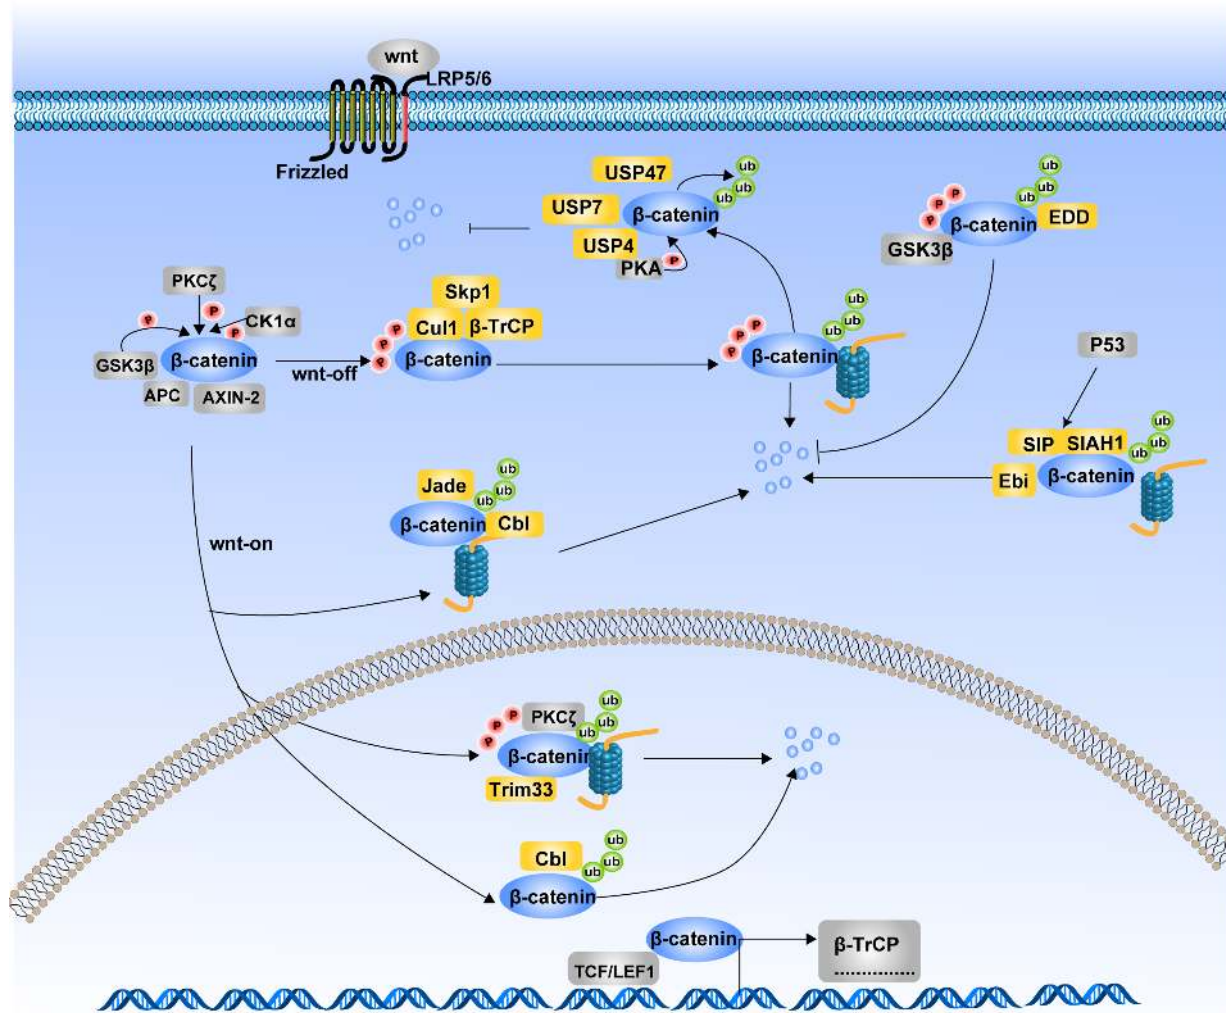 wnt
LRP5/6
Frizzled
USP47
ub
ub
ub
USP7
β-catenin
USP4
PKA
P
P
P
P
ub
ub
ub
β-catenin
EDD
GSK3β
PKCζ
P
P
P
CK1α
GSK3β
β-catenin
APC
AXIN-2
wnt-off
Skp1
Cul1
β-TrCP
P
P
P
β-catenin
P
P
P
ub
ub
ub
β-catenin
P53
SIP
SIAH1
ub
ub
ub
Ebi
β-catenin
Jade
ub
ub
ub
β-catenin
Cbl
wnt-on
P
P
P
PKCζ
ub
ub
ub
β-catenin
Trim33
Cbl
ub
ub
ub
β-catenin
β-catenin
TCF/LEF1
β-TrCP
................